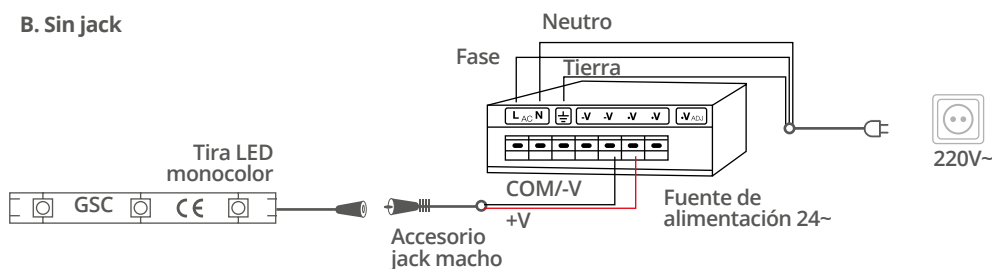 B. Sin jack
Neutro
Fase
Tierra
L AC N -V -V -V -V -V ADJ
220V~
Tira LED
monocolor
GSC CE
COM/-V
+V
Fuente de
alimentación 24~
Accesorio
jack macho